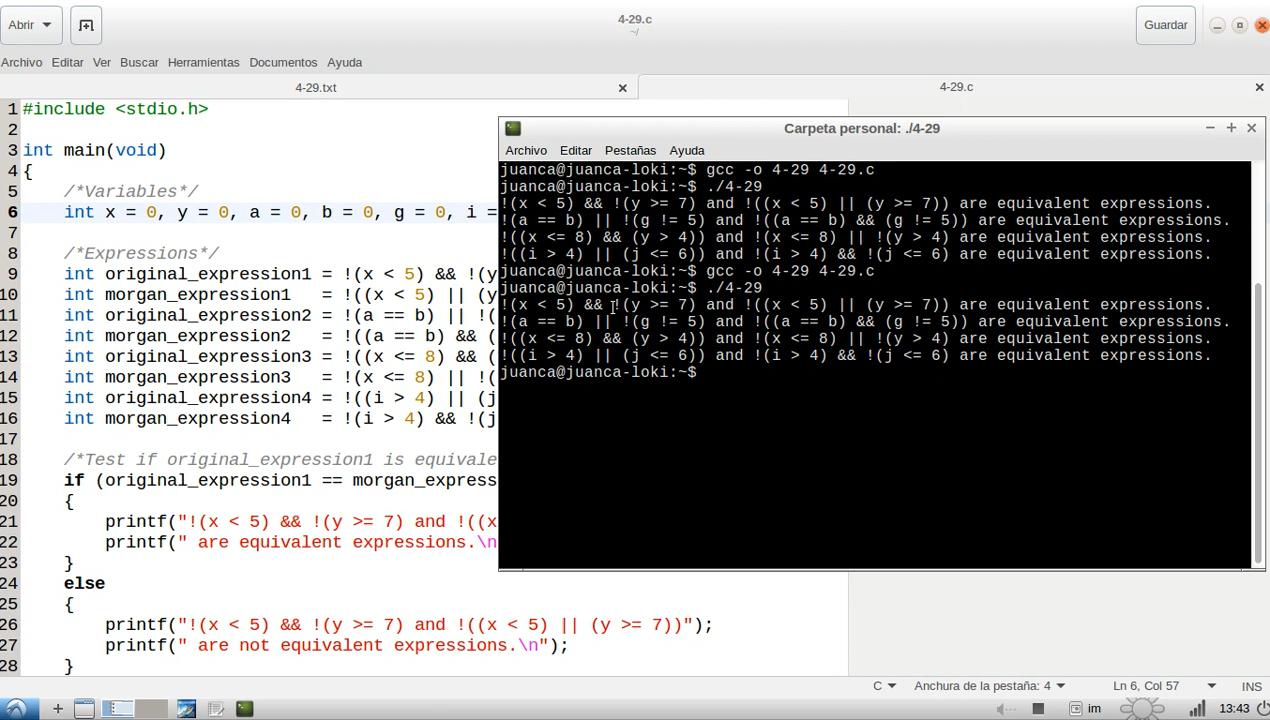 Abrir
4-29.c
~/
Guardar
Archivo Editar Ver Buscar Herramientas Documentos Ayuda
4-29.txt
4-29.c
1 #include <stdio.h>
2
3 int main(void)
4 {
5 /*Variables*/
6 int x = 0, y = 0, a = 0, b = 0, g = 0, i =
7
8 /*Expressions*/
9 int original_expression1 = !(x < 5) && !(y
10 int morgan_expression1 = !((x < 5) || (y
11 int original_expression2 = !(a == b) || !(
12 int morgan_expression2 = !((a == b) && (
13 int original_expression3 = !((x <= 8) && (
14 int morgan_expression3 = !(x <= 8) || !(
15 int original_expression4 = !((i > 4) || (j
16 int morgan_expression4 = !(i > 4) && !(j
17
18 /*Test if original_expression1 is equivale
19 if (original_expression1 == morgan_express
20 {
21 printf("!(x < 5) && !(y >= 7) and !((x
22 printf(" are equivalent expressions.\n
23 }
24 else
25 {
26 printf("!(x < 5) && !(y >= 7) and !((x < 5) || (y >= 7))");
27 printf(" are not equivalent expressions.\n");
28 }
Carpeta personal: ./4-29
Archivo Editar Pestañas Ayuda
juanca@juanca-loki:~$ gcc -o 4-29 4-29.c
juanca@juanca-loki:~$ ./4-29
!(x < 5) && !(y >= 7) and !((x < 5) || (y >= 7)) are equivalent expressions.
!(a == b) || !(g != 5) and !((a == b) && (g != 5)) are equivalent expressions.
!((x <= 8) && (y > 4)) and !(x <= 8) || !(y > 4) are equivalent expressions.
!((i > 4) || (j <= 6)) and !(i > 4) && !(j <= 6) are equivalent expressions.
juanca@juanca-loki:~$ gcc -o 4-29 4-29.c
juanca@juanca-loki:~$ ./4-29
!(x < 5) && !(y >= 7) and !((x < 5) || (y >= 7)) are equivalent expressions.
!(a == b) || !(g != 5) and !((a == b) && (g != 5)) are equivalent expressions.
!((x <= 8) && (y > 4)) and !(x <= 8) || !(y > 4) are equivalent expressions.
!((i > 4) || (j <= 6)) and !(i > 4) && !(j <= 6) are equivalent expressions.
juanca@juanca-loki:~$
C Anchura de la pestaña: 4 Ln 6, Col 57 INS
im 13:43